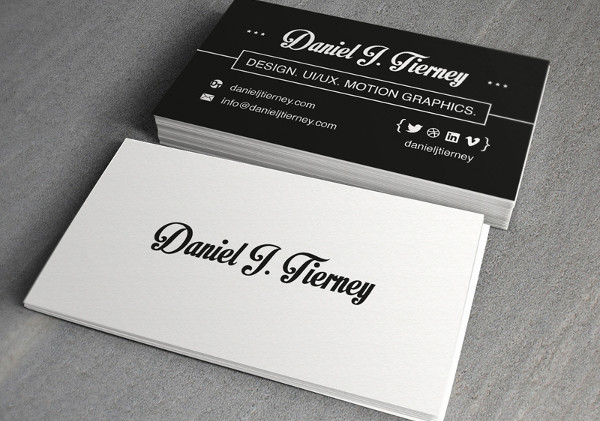 Daniel J. Tierney
DESIGN. UI/UX. MOTION GRAPHICS.
danieljtierney.com
info@danieljtierney.com
danieljtierney
Daniel J. Tierney